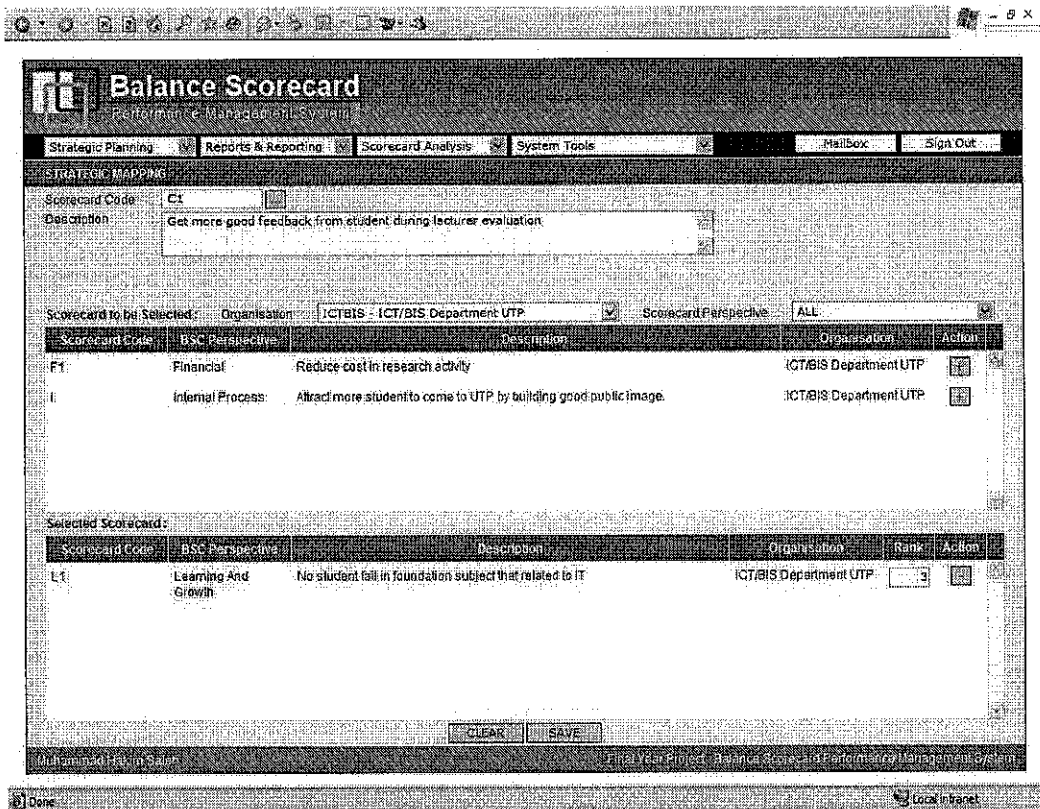 Balance Scorecard
Performance Management System
Strategic Planning Reports & Reporting Scorecard Analysis System Tools Mailbox Sign Out
STRATEGIC MAPPING
Scorecard Code C1
Description Get more good feedback from student during lecturer evaluation
Scorecard to be Selected : Organisation ICTBIS - ICT/BIS Department UTP Scorecard Perspective ALL
Scorecard Code BSC Perspective Description Organisation Action
F1 Financial Reduce cost in research activity ICT/BIS Department UTP +
I Internal Process Attract more student to come to UTP by building good public image. ICT/BIS Department UTP +
Selected Scorecard :
Scorecard Code BSC Perspective Description Organisation Rank Action
L1 Learning And No student fail in foundation subject that related to IT ICT/BIS Department UTP 3 -
Growth
CLEAR SAVE
Muhammad Hakim Saleh Final Year Project : Balance Scorecard Performance Management System
Done Local intranet